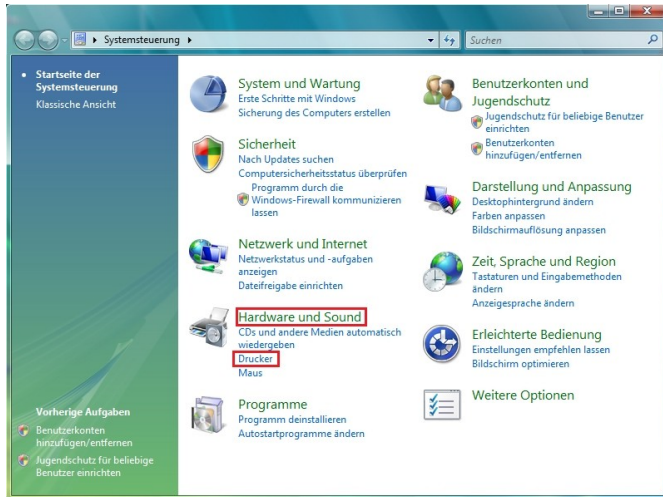 Systemsteuerung
Suchen
Startseite der
Systemsteuerung
Klassische Ansicht
System und Wartung
Erste Schritte mit Windows
Sicherung des Computers erstellen
Sicherheit
Nach Updates suchen
Computersicherheitsstatus überprüfen
Programm durch die
Windows-Firewall kommunizieren
lassen
Netzwerk und Internet
Netzwerkstatus und -aufgaben
anzeigen
Dateifreigabe einrichten
Hardware und Sound
CDs und andere Medien automatisch
wiedergeben
Drucker
Maus
Programme
Programm deinstallieren
Autostartprogramme ändern
Benutzerkonten und
Jugendschutz
Jugendschutz für beliebige Benutzer
einrichten
Benutzerkonten
hinzufügen/entfernen
Darstellung und Anpassung
Desktophintergrund ändern
Farben anpassen
Bildschirmauflösung anpassen
Zeit, Sprache und Region
Tastaturen und Eingabemethoden
ändern
Anzeigesprache ändern
Erleichterte Bedienung
Einstellungen empfehlen lassen
Bildschirm optimieren
Weitere Optionen
Vorherige Aufgaben
Benutzerkonten
hinzufügen/entfernen
Jugendschutz für beliebige
Benutzer einrichten